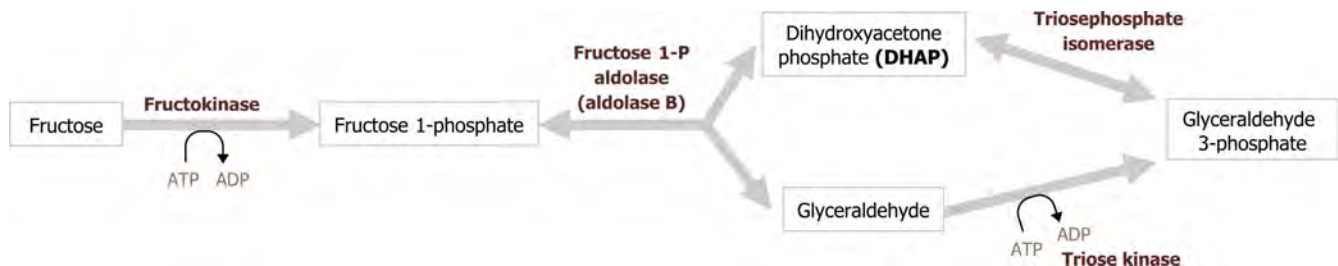 Dihydroxyacetone
phosphate (DHAP)
Triosephosphate
isomerase
Fructose 1-P
aldolase
(aldolase B)
Fructokinase
Fructose
Fructose 1-phosphate
Glyceraldehyde
3-phosphate
ATP ADP
Glyceraldehyde
ATP ADP
Triose kinase